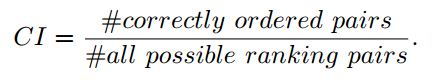 CI = #correctly ordered pairs / #all possible ranking pairs.